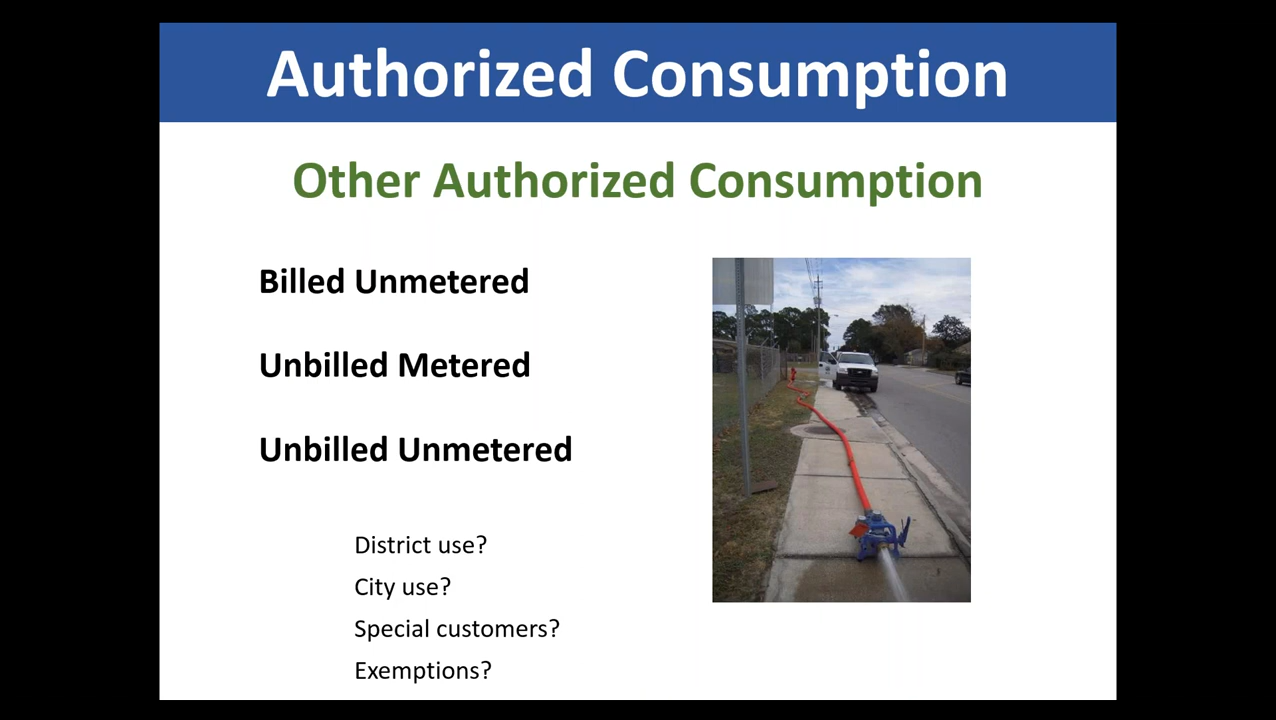 Authorized Consumption
Other Authorized Consumption
Billed Unmetered
Unbilled Metered
Unbilled Unmetered
District use?
City use?
Special customers?
Exemptions?